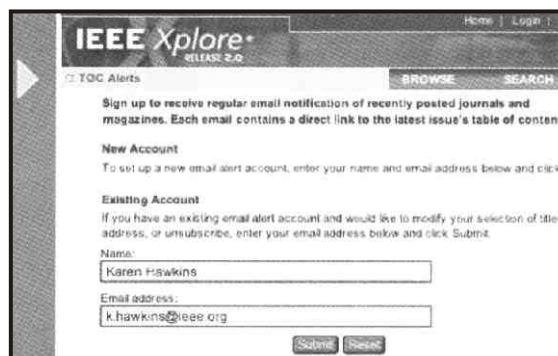 Home | Login |
IEEE Xplore
RELEASE 2.0
TOC Alerts
BROWSE SEARCH
Sign up to receive regular email notification of recently posted journals and
magazines. Each email contains a direct link to the latest issue's table of conten
New Account
To set up a new email alert account, enter your name and email address below and click
Existing Account
If you have an existing email alert account and would like to modify your selection of title
address, or unsubscribe, enter your email address below and click Submit.
Name:
Karen Hawkins
Email address:
k.hawkins@ieee.org
Submit Reset